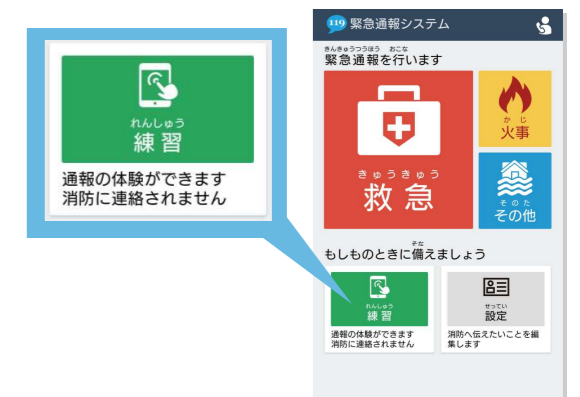 れんしゅう
練習
通報の体験ができます
消防に連絡されません
119 緊急通報システム
きんきゅうつうほう おこな
緊急通報を行います
きゅうきゅう
救急
かじ
火事
そのた
その他
そな
もしものときに備えましょう
れんしゅう
練習
通報の体験ができます
消防に連絡されません
せってい
設定
消防へ伝えたいことを編
集します